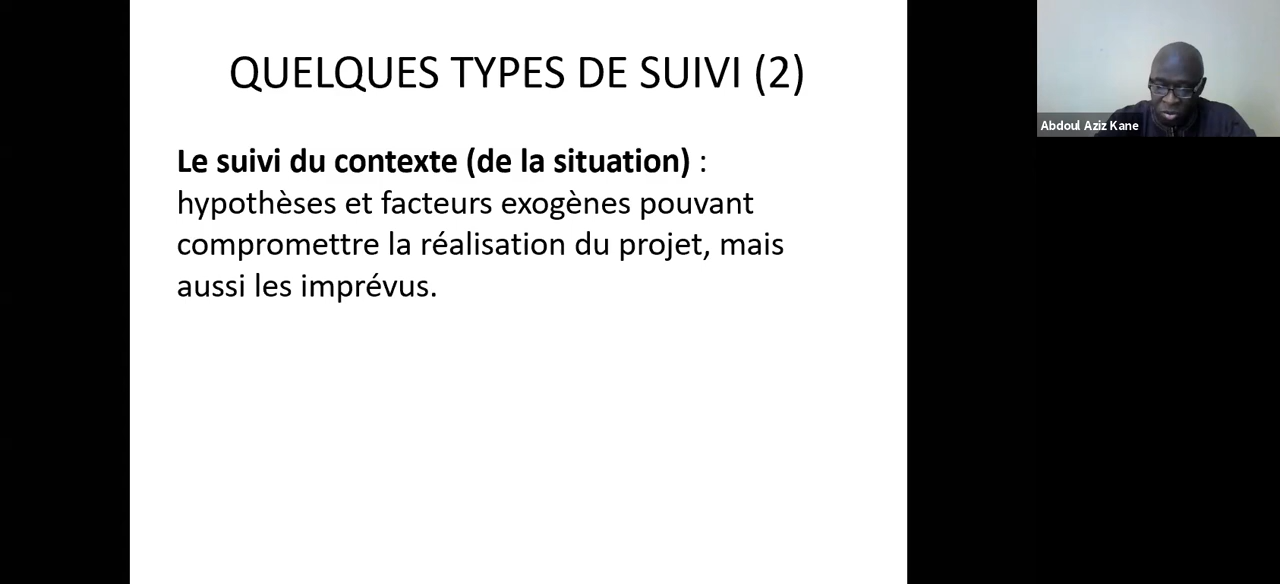 QUELQUES TYPES DE SUIVI (2)
Le suivi du contexte (de la situation) :
hypothèses et facteurs exogènes pouvant
compromettre la réalisation du projet, mais
aussi les imprévus.
Abdoul Aziz Kane